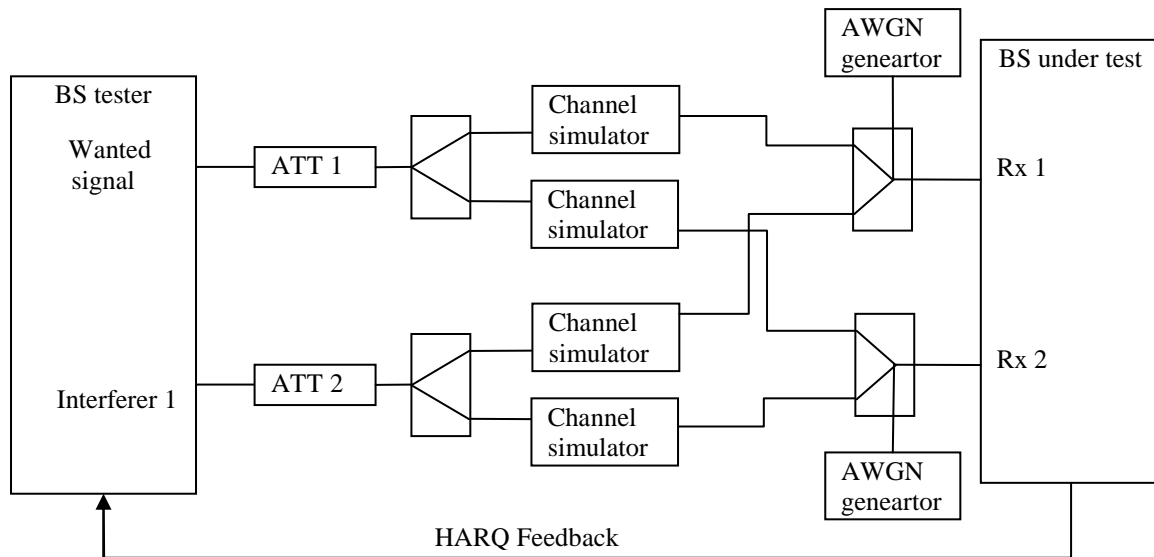 AWGN
geneartor
BS under test
BS tester
Channel
simulator
Wanted
signal
ATT 1
Rx 1
Channel
simulator
Channel
simulator
Rx 2
ATT 2
Interferer 1
Channel
simulator
AWGN
geneartor
HARQ Feedback